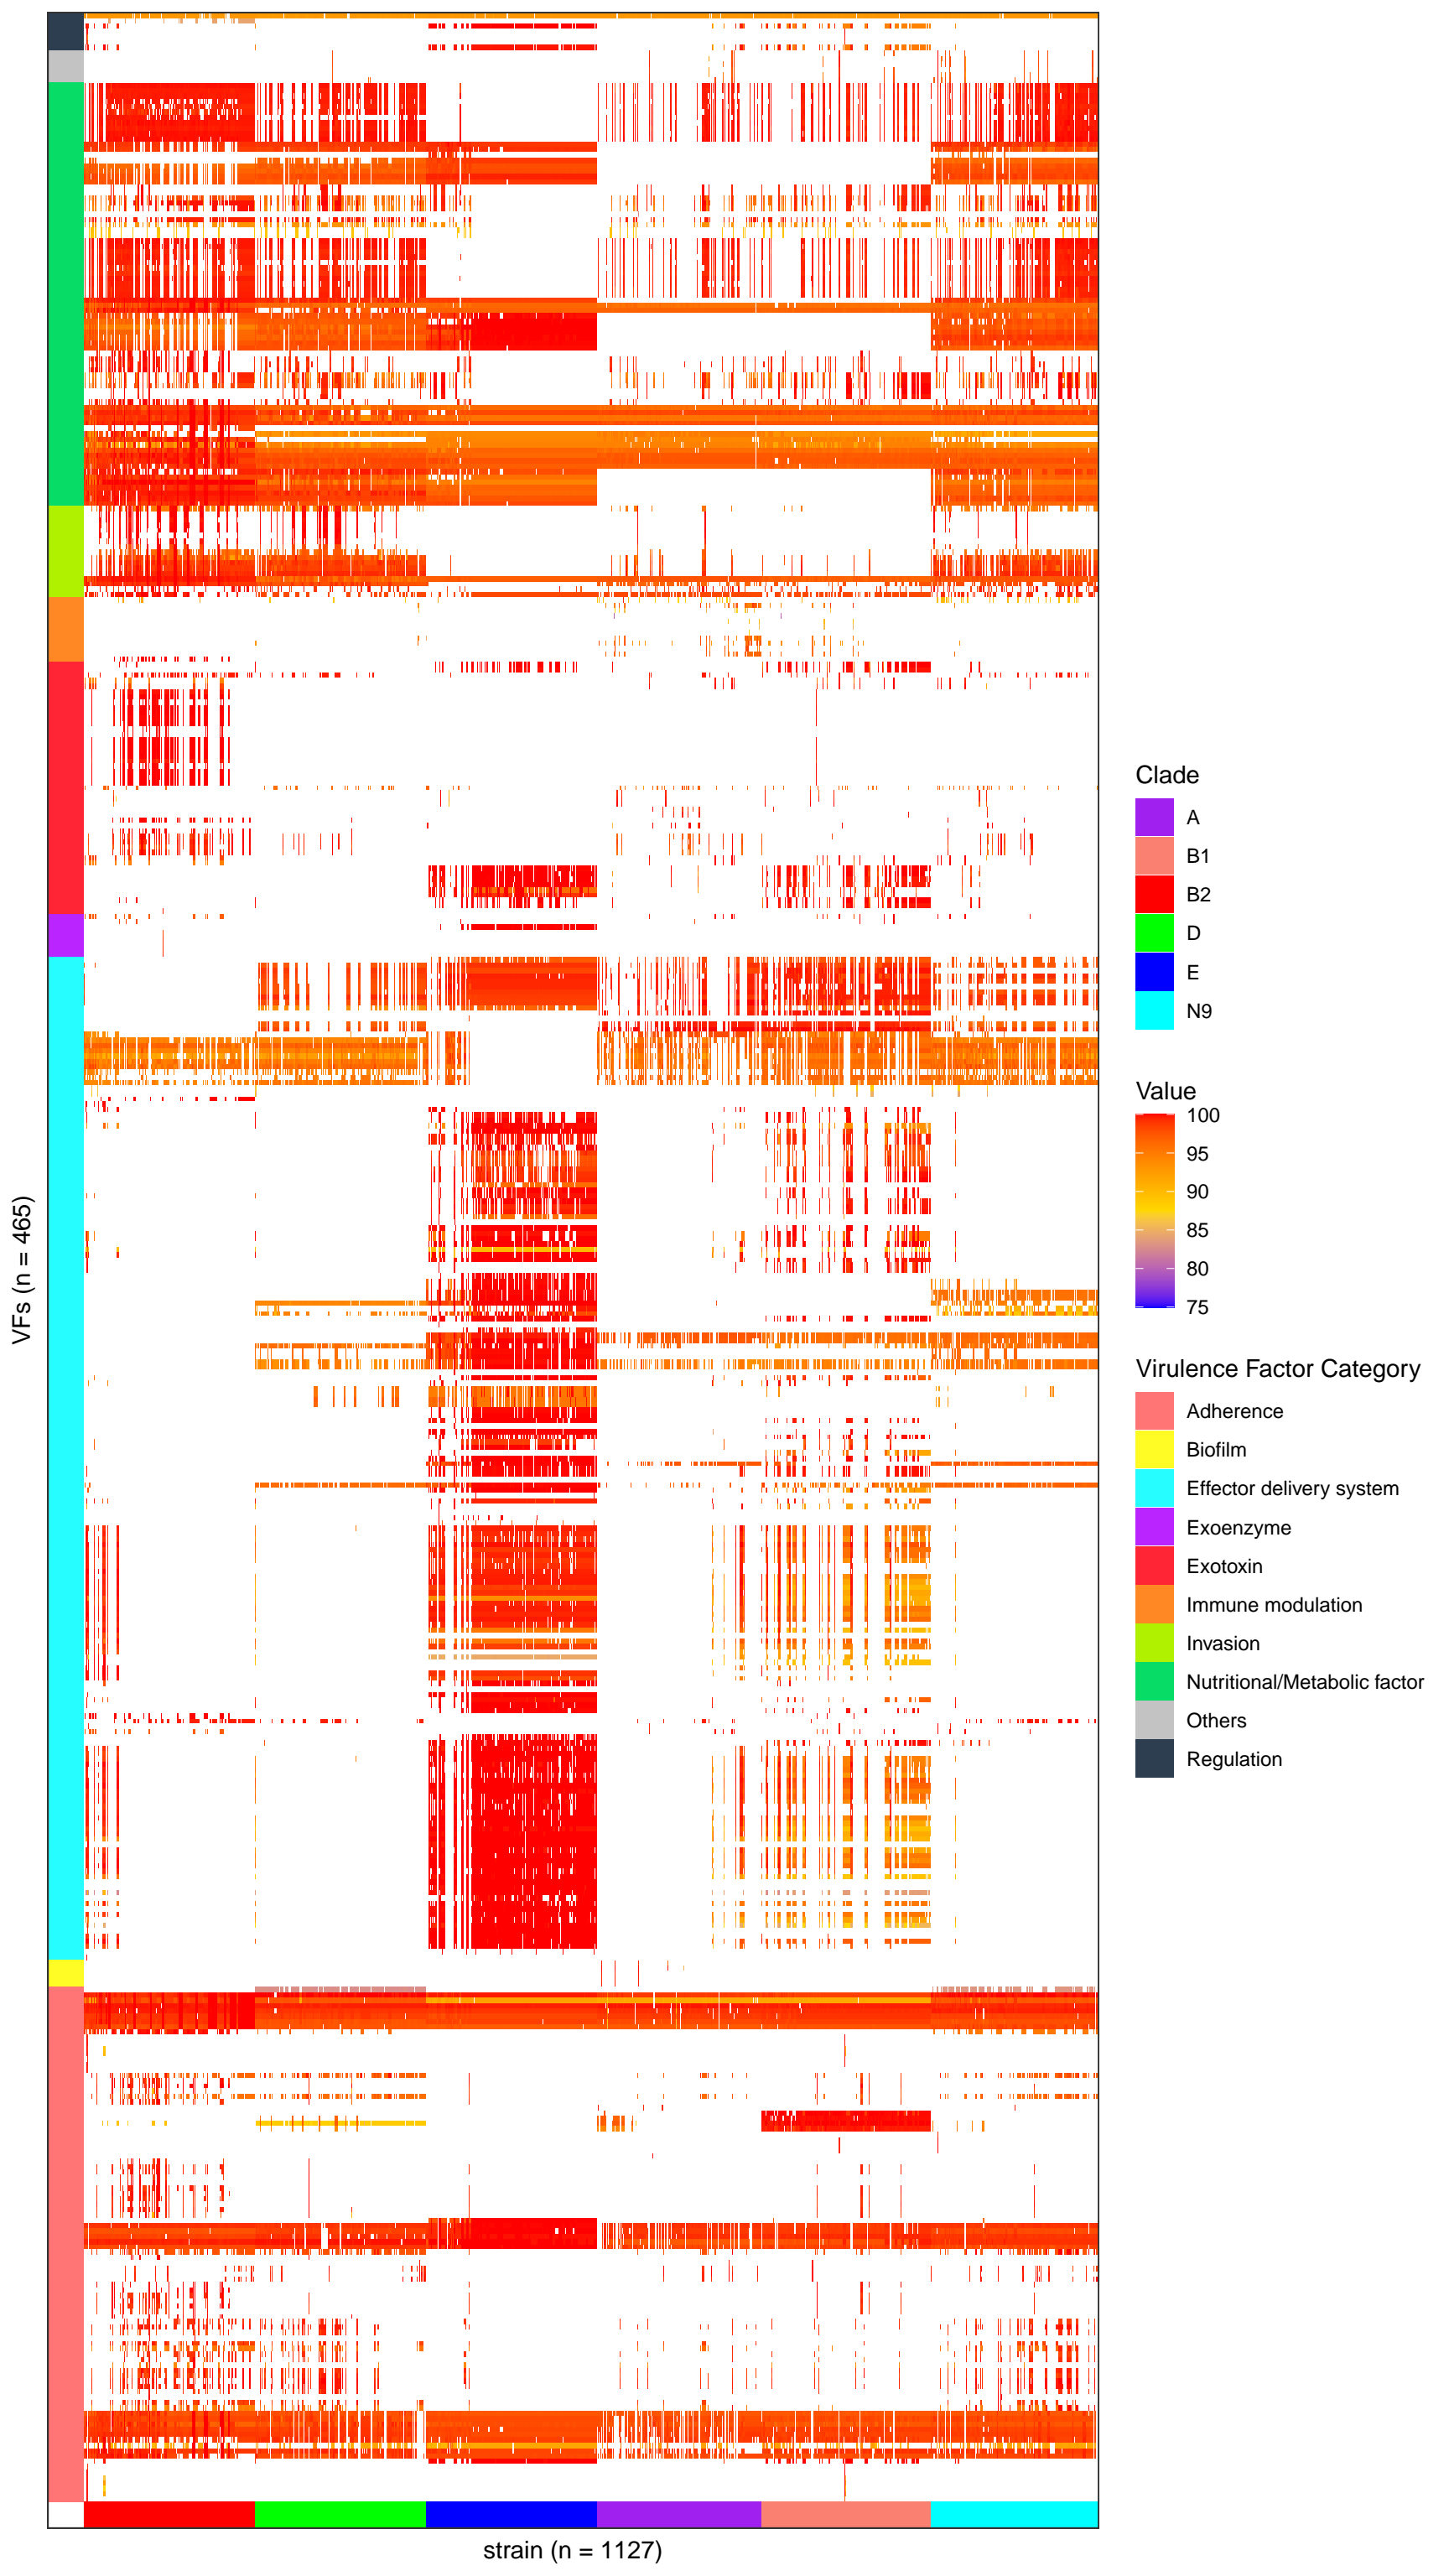 VFs (n = 465)
strain (n = 1127)
Clade
A
B1
B2
D
E
N9
Value
100
95
90
85
80
75
Virulence Factor Category
Adherence
Biofilm
Effector delivery system
Exoenzyme
Exotoxin
Immune modulation
Invasion
Nutritional/Metabolic factor
Others
Regulation